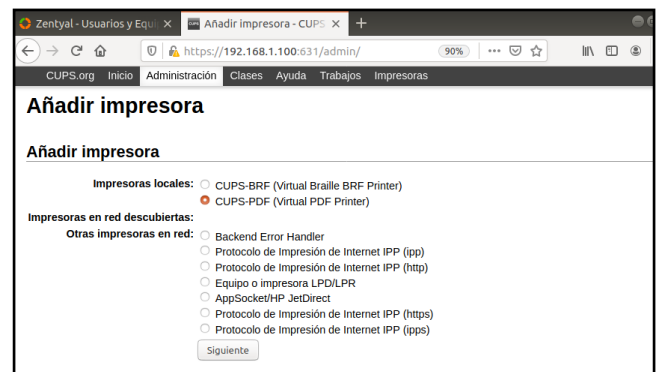 Zentyal - Usuarios y Equi
Añadir impresora - CUPS
https://192.168.1.100:631/admin/
90%
CUPS.org Inicio Administración Clases Ayuda Trabajos Impresoras
Añadir impresora
Añadir impresora
Impresoras locales: CUPS-BRF (Virtual Braille BRF Printer)
CUPS-PDF (Virtual PDF Printer)
Impresoras en red descubiertas:
Otras impresoras en red: Backend Error Handler
Protocolo de Impresión de Internet IPP (ipp)
Protocolo de Impresión de Internet IPP (http)
Equipo o impresora LPD/LPR
AppSocket/HP JetDirect
Protocolo de Impresión de Internet IPP (https)
Protocolo de Impresión de Internet IPP (ipps)
Siguiente